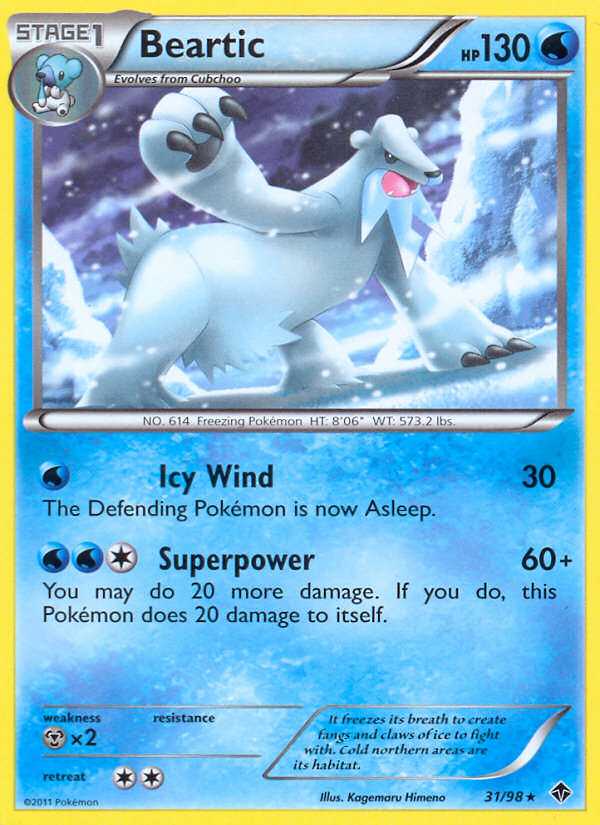 STAGE1
Beartic
HP130
Evolves from Cubchoo
NO. 614 Freezing Pokémon HT: 8'06" WT: 573.2 lbs.
Icy Wind 30
The Defending Pokémon is now Asleep.
Superpower 60+
You may do 20 more damage. If you do, this
Pokémon does 20 damage to itself.
weakness resistance
×2
It freezes its breath to create
fangs and claws of ice to fight
with. Cold northern areas are
its habitat.
retreat
©2011 Pokémon
Illus. Kagemaru Himeno
31/98★